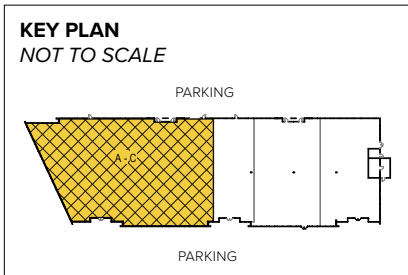 KEY PLAN
NOT TO SCALE
PARKING
A - C
PARKING